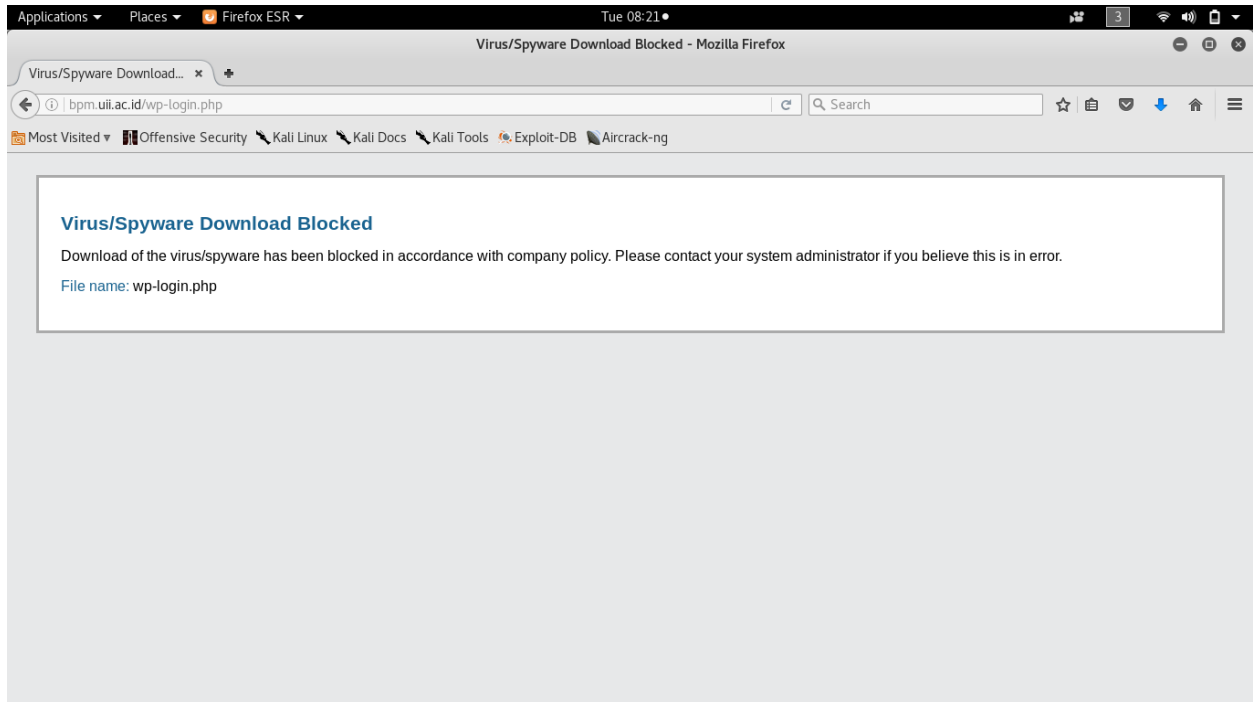 Applications Places Firefox ESR Tue 08:21 3
Virus/Spyware Download Blocked - Mozilla Firefox
Virus/Spyware Download...
bpm.uii.ac.id/wp-login.php Search
Most Visited Offensive Security Kali Linux Kali Docs Kali Tools Exploit-DB Aircrack-ng
Virus/Spyware Download Blocked
Download of the virus/spyware has been blocked in accordance with company policy. Please contact your system administrator if you believe this is in error.
File name: wp-login.php